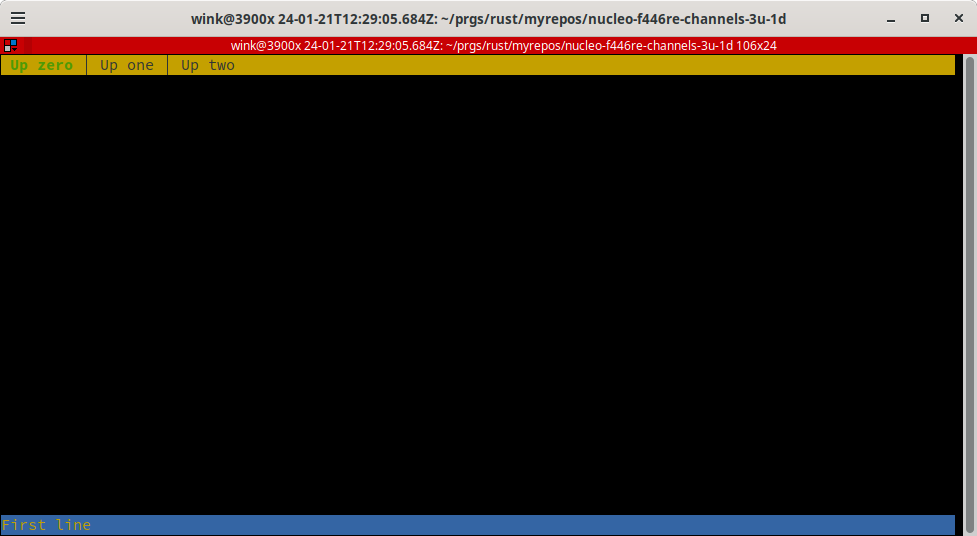 wink@3900x 24-01-21T12:29:05.684Z: ~/prgs/rust/myrepos/nucleo-f446re-channels-3u-1d
wink@3900x 24-01-21T12:29:05.684Z: ~/prgs/rust/myrepos/nucleo-f446re-channels-3u-1d 106x24
Up zero │ Up one │ Up two
First line